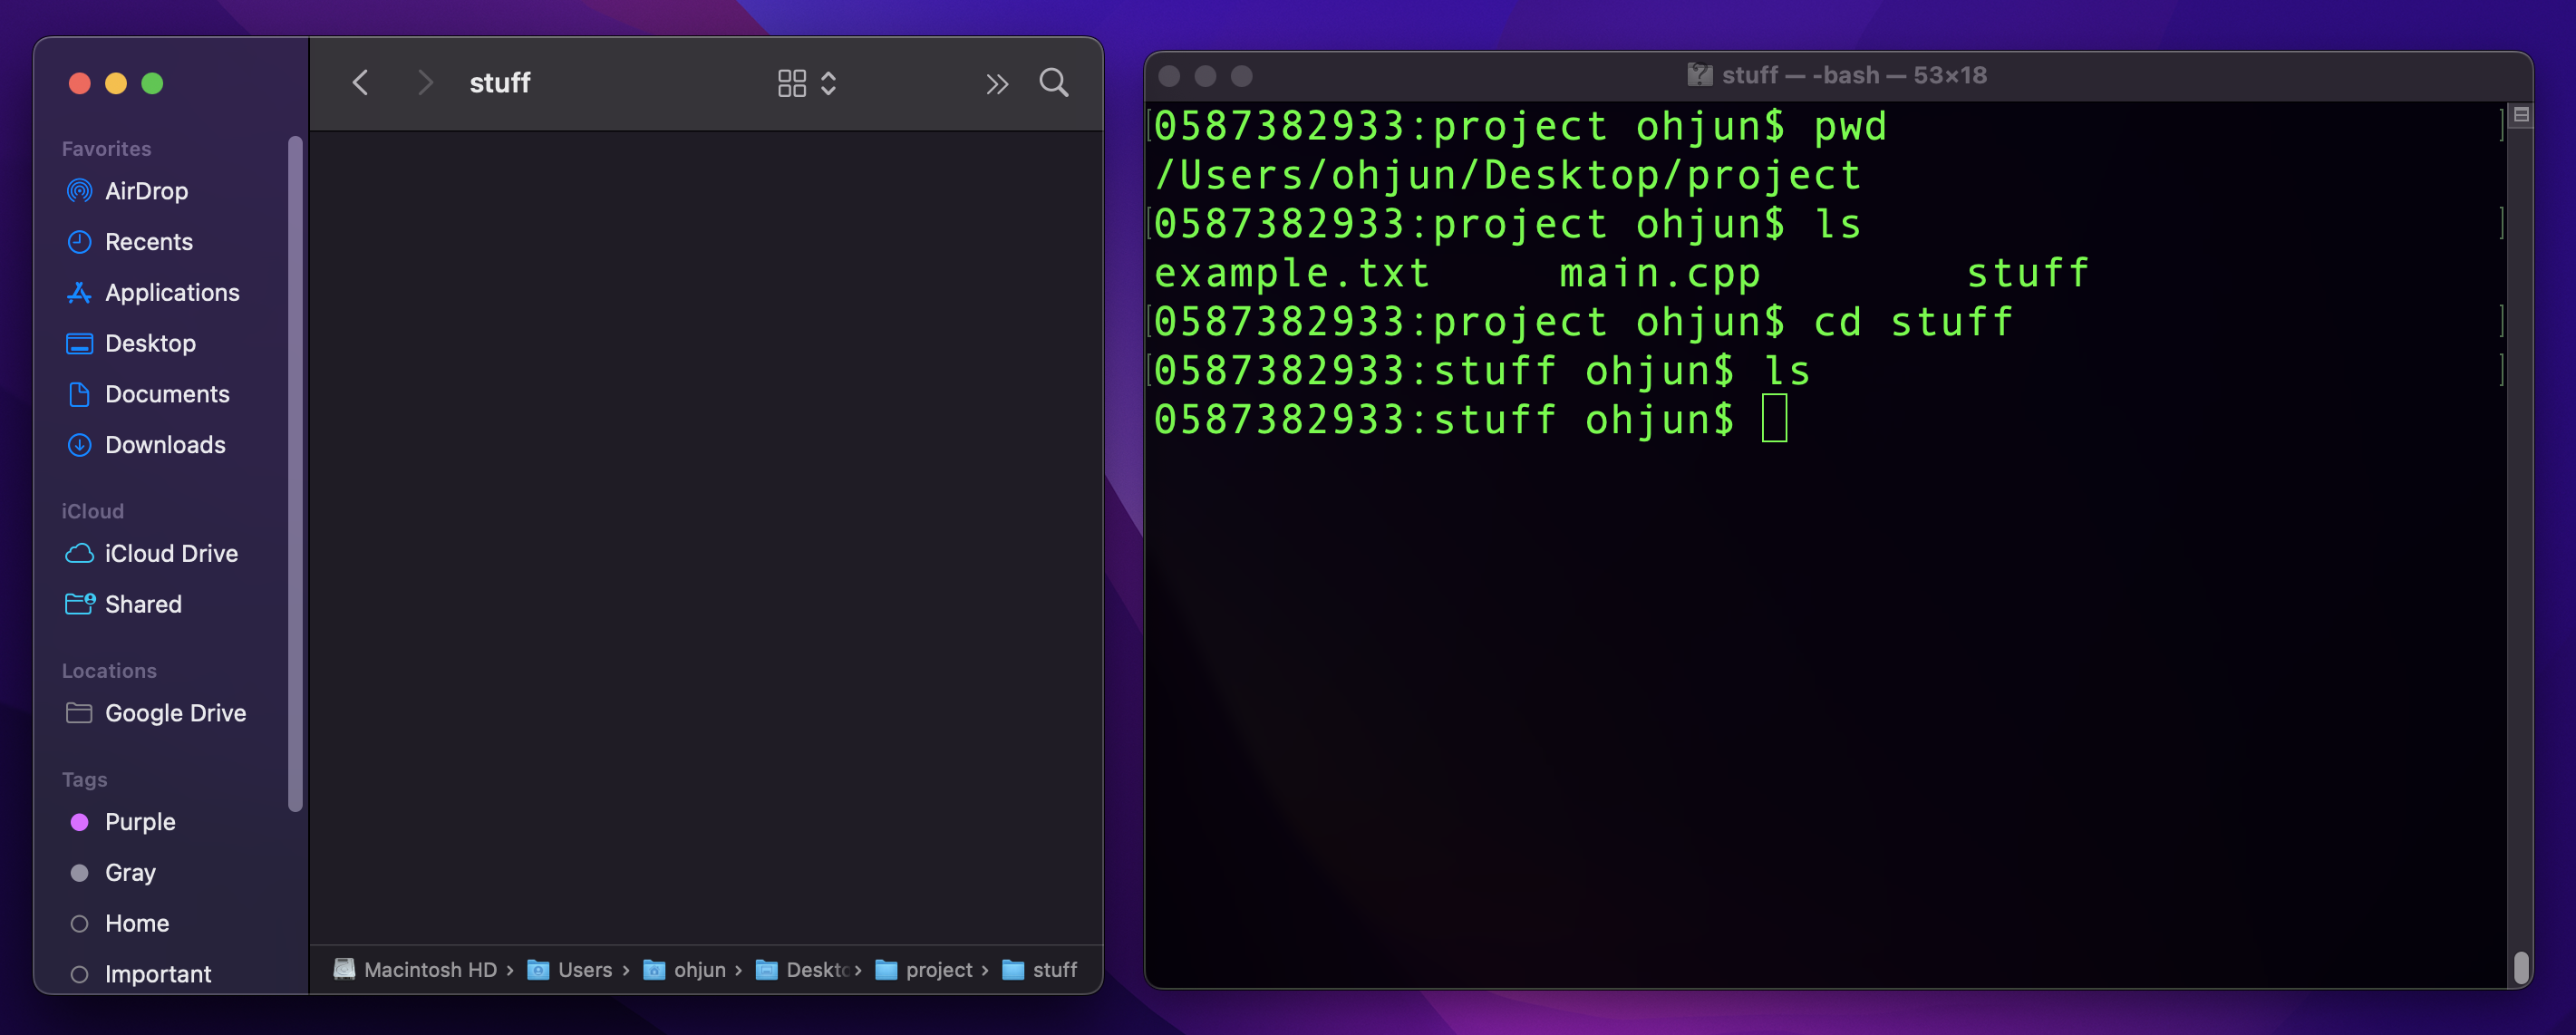 stuff
Favorites
AirDrop
Recents
Applications
Desktop
Documents
Downloads
iCloud
iCloud Drive
Shared
Locations
Google Drive
Tags
Purple
Gray
Home
Important
Macintosh HD › Users › ohjun › Deskto › project › stuff
stuff — -bash — 53×18
0587382933:project ohjun$ pwd
/Users/ohjun/Desktop/project
0587382933:project ohjun$ ls
example.txt main.cpp stuff
0587382933:project ohjun$ cd stuff
0587382933:stuff ohjun$ ls
0587382933:stuff ohjun$